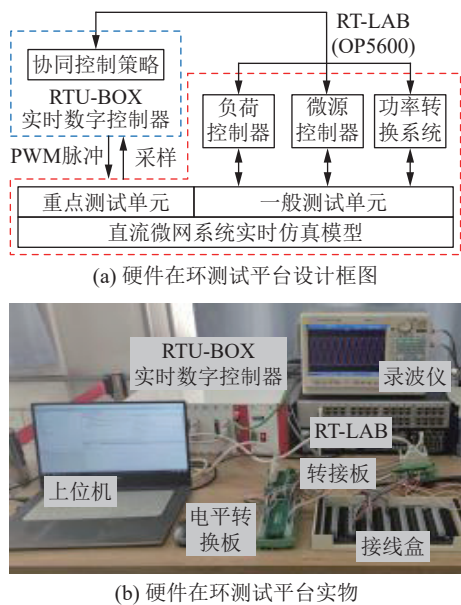 RT-LAB
(OP5600)
协同控制策略
RTU-BOX
实时数字控制器
负荷
控制器
微源
控制器
功率转
换系统
PWM脉冲
采样
重点测试单元
一般测试单元
直流微网系统实时仿真模型
(a) 硬件在环测试平台设计框图
RTU-BOX
实时数字控制器
录波仪
RT-LAB
转接板
上位机
电平转
换板
接线盒
(b) 硬件在环测试平台实物